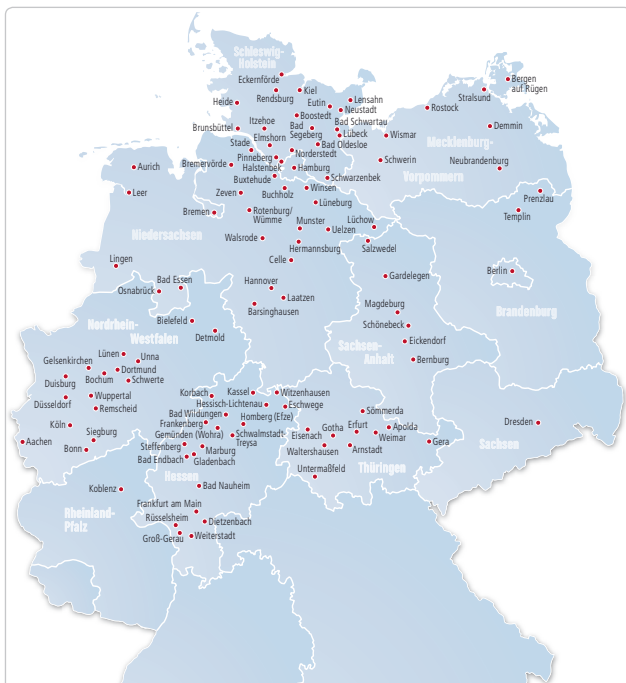 Schleswig-
Holstein
Eckernförde
Rendsburg
Kiel
Heide
Eutin
Lensahn
Neustadt
Boostedt
Itzehoe
Bad
Segeberg
Bad Schwartau
Lübeck
Bad Oldesloe
Brunsbüttel
Elmshorn
Stade
Norderstedt
Pinneberg
Halstenbek
Hamburg
Bremervörde
Buxtehude
Schwarzenbek
Bergen
auf Rügen
Stralsund
Rostock
Demmin
Wismar
Mecklenburg-
Schwerin
Neubrandenburg
Vorpommern
Prenzlau
Templin
Aurich
Leer
Zeven
Buchholz
Winsen
Lüneburg
Bremen
Rotenburg/
Wümme
Munster
Uelzen
Lüchow
Niedersachsen
Walsrode
Hermannsburg
Salzwedel
Celle
Lingen
Bad Essen
Osnabrück
Hannover
Laatzen
Barsinghausen
Gardelegen
Berlin
Brandenburg
Magdeburg
Schönebeck
Sachsen-
Anhalt
Eickendorf
Bernburg
Bielefeld
Detmold
Nordrhein-
Westfalen
Lünen
Unna
Gelsenkirchen
Dortmund
Bochum
Schwerte
Duisburg
Wuppertal
Düsseldorf
Remscheid
Köln
Siegburg
Aachen
Bonn
Korbach
Kassel
Witzenhausen
Hessisch-Lichtenau
Eschwege
Bad Wildungen
Homberg (Efze)
Frankenberg
Gemünden (Wohra)
Schwalmstadt-
Treysa
Steffenberg
Marburg
Bad Endbach
Gladenbach
Hessen
Bad Nauheim
Sömmerda
Gotha
Erfurt
Apolda
Eisenach
Weimar
Waltershausen
Arnstadt
Gera
Untermaßfeld
Thüringen
Dresden
Sachsen
Koblenz
Rheinland-
Pfalz
Frankfurt am Main
Rüsselsheim
Dietzenbach
Groß-Gerau
Weiterstadt